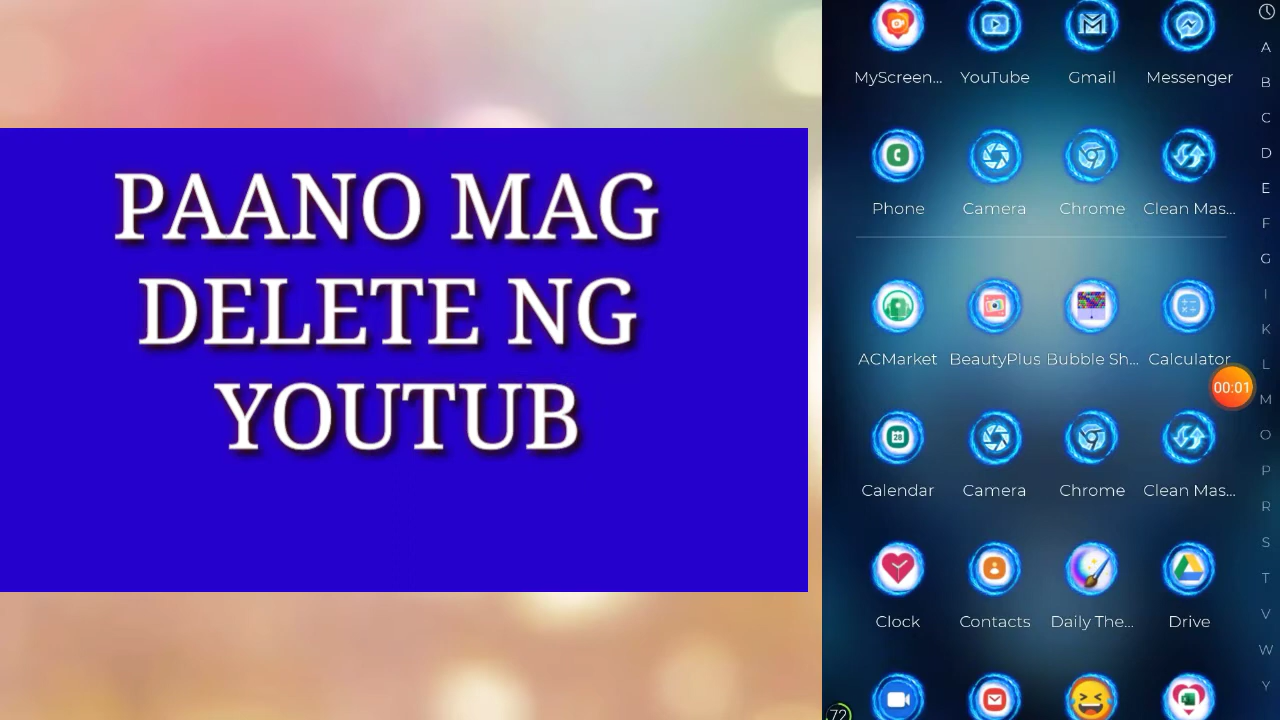 PAANO MAG
DELETE NG
YOUTUB
MyScreen... YouTube Gmail Messenger
Phone Camera Chrome Clean Mas...
ACMarket BeautyPlus Bubble Sh... Calculator
00:01
Calendar Camera Chrome Clean Mas...
Clock Contacts Daily The... Drive
72
A
B
C
D
E
F
G
I
K
L
M
O
P
R
S
T
V
W
Y